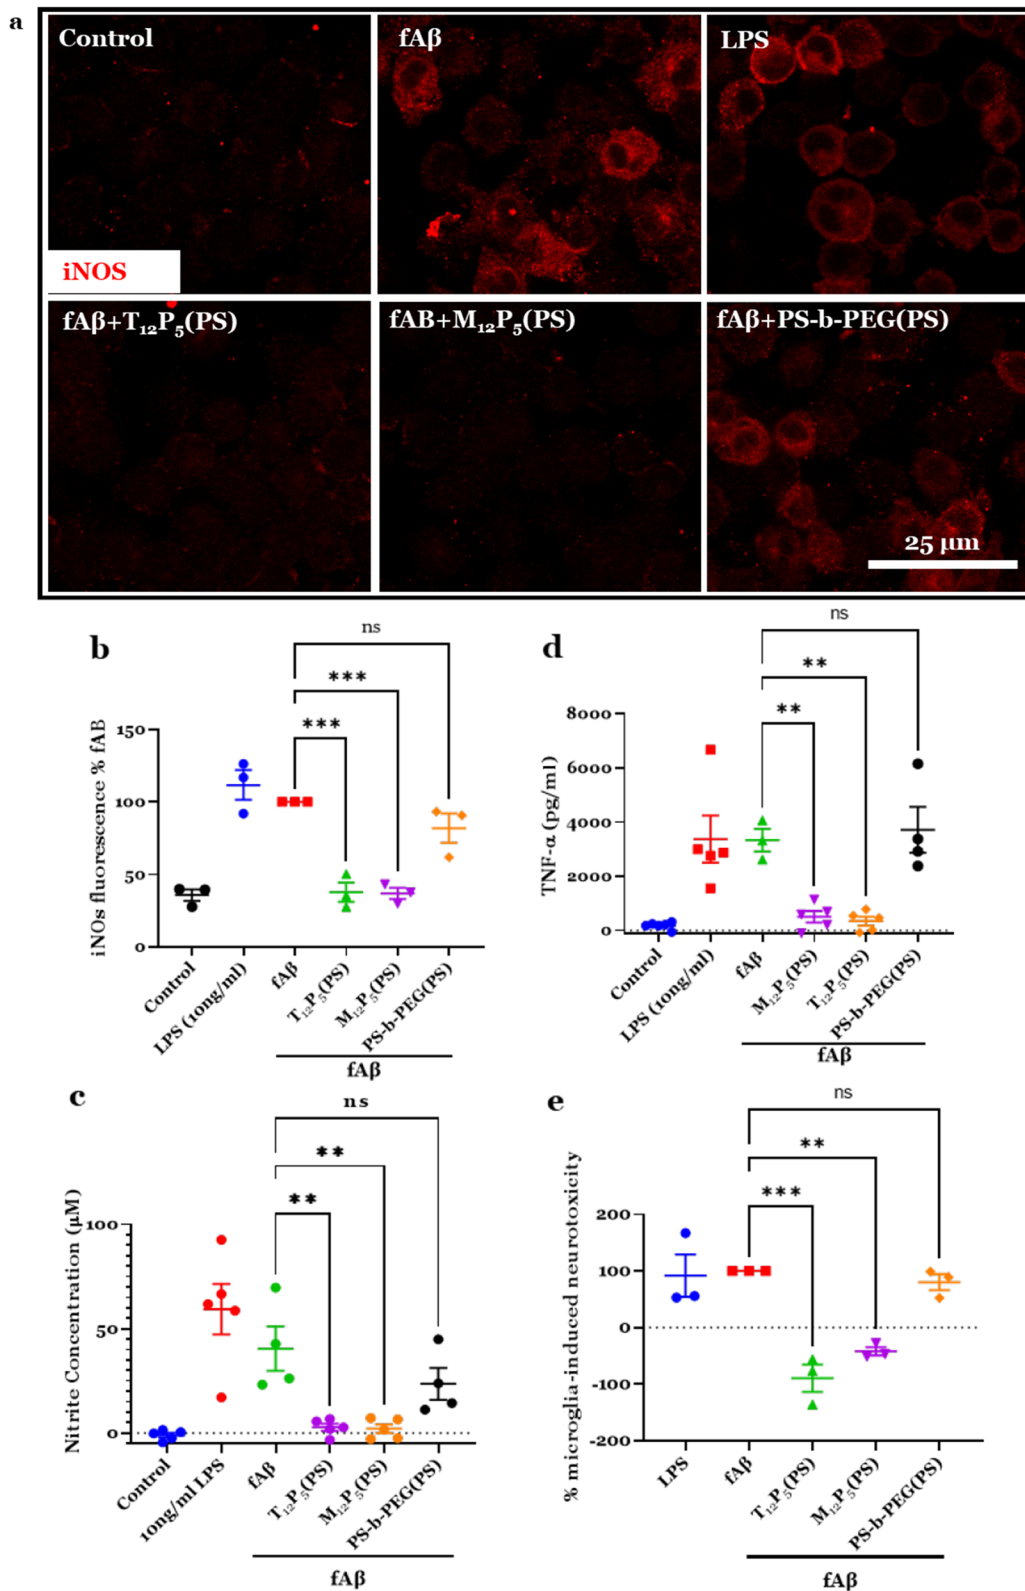 a
Control
fAβ
LPS
iNOS
fAβ+T₁₂P₅(PS)
fAB+M₁₂P₅(PS)
fAβ+PS-b-PEG(PS)
25 µm
b
ns
***
***
iNOs fluorescence % fAB
150
100
50
0
Control
LPS (10ng/ml)
fAβ
T₁₂P₅(PS)
M₁₂P₅(PS)
PS-b-PEG(PS)
fAβ
d
ns
**
**
TNF-α (pg/ml)
8000
6000
4000
2000
0
Control
LPS (10ng/ml)
fAβ
M₁₂P₅(PS)
T₁₂P₅(PS)
PS-b-PEG(PS)
fAβ
c
ns
**
**
Nitrite Concentration (µM)
100
50
0
Control
10ng/ml LPS
fAβ
T₁₂P₅(PS)
M₁₂P₅(PS)
PS-b-PEG(PS)
fAβ
e
ns
**
***
% microglia-induced neurotoxicity
200
100
0
-100
-200
LPS
fAβ
T₁₂P₅(PS)
M₁₂P₅(PS)
PS-b-PEG(PS)
fAβ